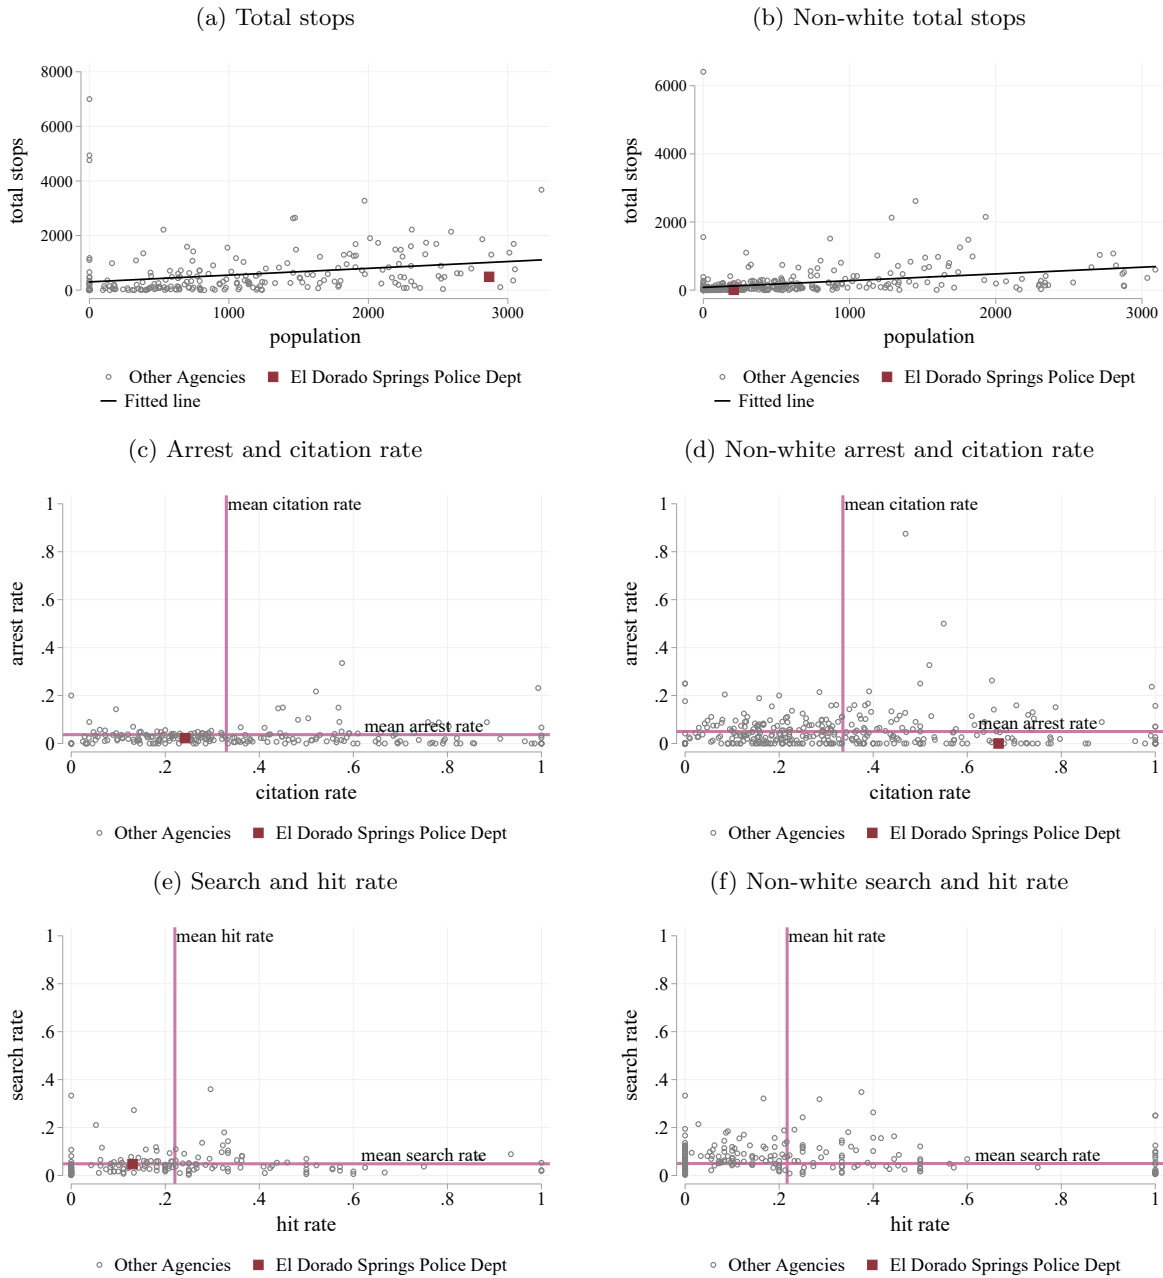 (a) Total stops
(b) Non-white total stops
8000
6000
4000
2000
0
total stops
0 1000 2000 3000
population
Other Agencies El Dorado Springs Police Dept
Fitted line
6000
4000
2000
0
total stops
0 1000 2000 3000
population
Other Agencies El Dorado Springs Police Dept
Fitted line
(c) Arrest and citation rate
(d) Non-white arrest and citation rate
1
.8
.6
.4
.2
0
arrest rate
mean citation rate
mean arrest rate
0 .2 .4 .6 .8 1
citation rate
Other Agencies El Dorado Springs Police Dept
1
.8
.6
.4
.2
0
arrest rate
mean citation rate
mean arrest rate
0 .2 .4 .6 .8 1
citation rate
Other Agencies El Dorado Springs Police Dept
(e) Search and hit rate
(f) Non-white search and hit rate
1
.8
.6
.4
.2
0
search rate
mean hit rate
mean search rate
0 .2 .4 .6 .8 1
hit rate
Other Agencies El Dorado Springs Police Dept
1
.8
.6
.4
.2
0
search rate
mean hit rate
mean search rate
0 .2 .4 .6 .8 1
hit rate
Other Agencies El Dorado Springs Police Dept